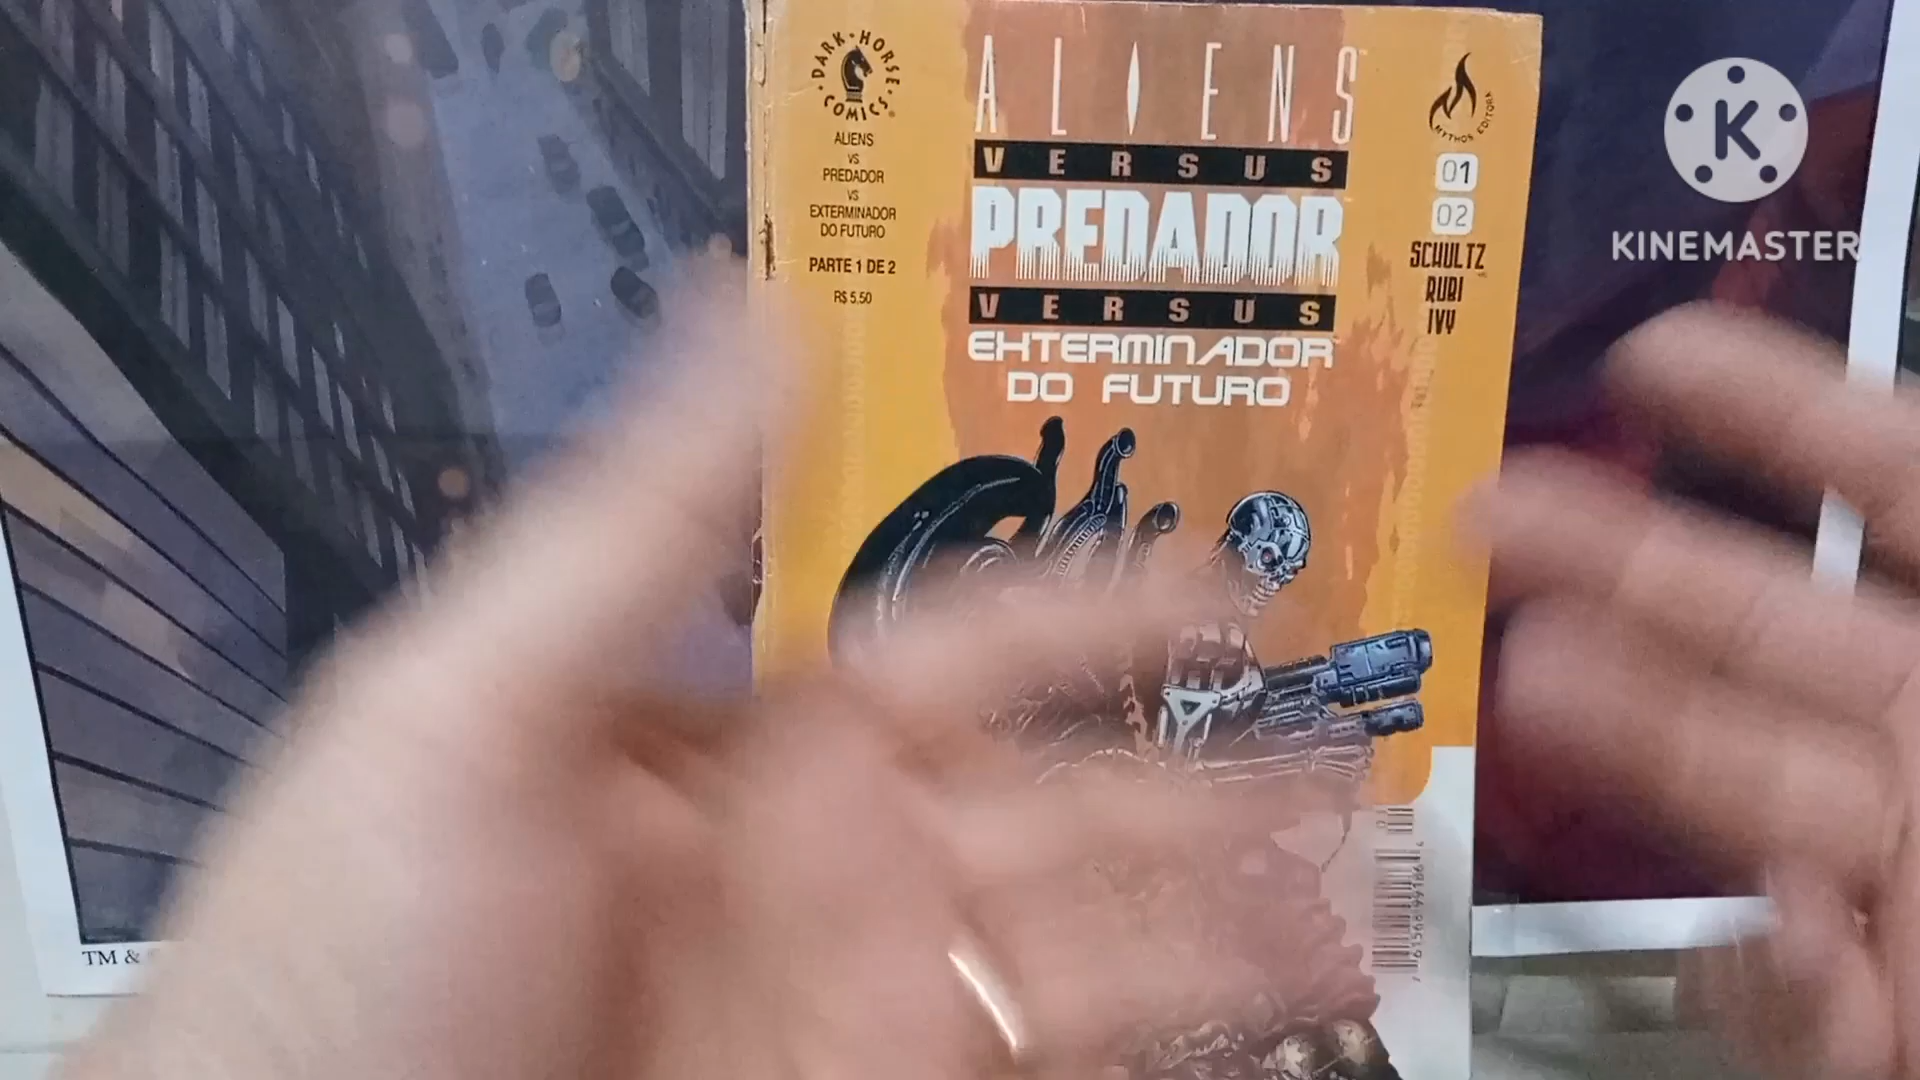 DARK HORSE COMICS
ALIENS
VS
PREDADOR
VS
EXTERMINADOR
DO FUTURO
PARTE 1 DE 2
R$ 5.50
ALIENS
VERSUS
PREDADOR
VERSUS
EXTERMINADOR
DO FUTURO
MYTHOS EDITORA
01
02
SCHULTZ
RUBI
IVY
K
KINEMASTER
TM &